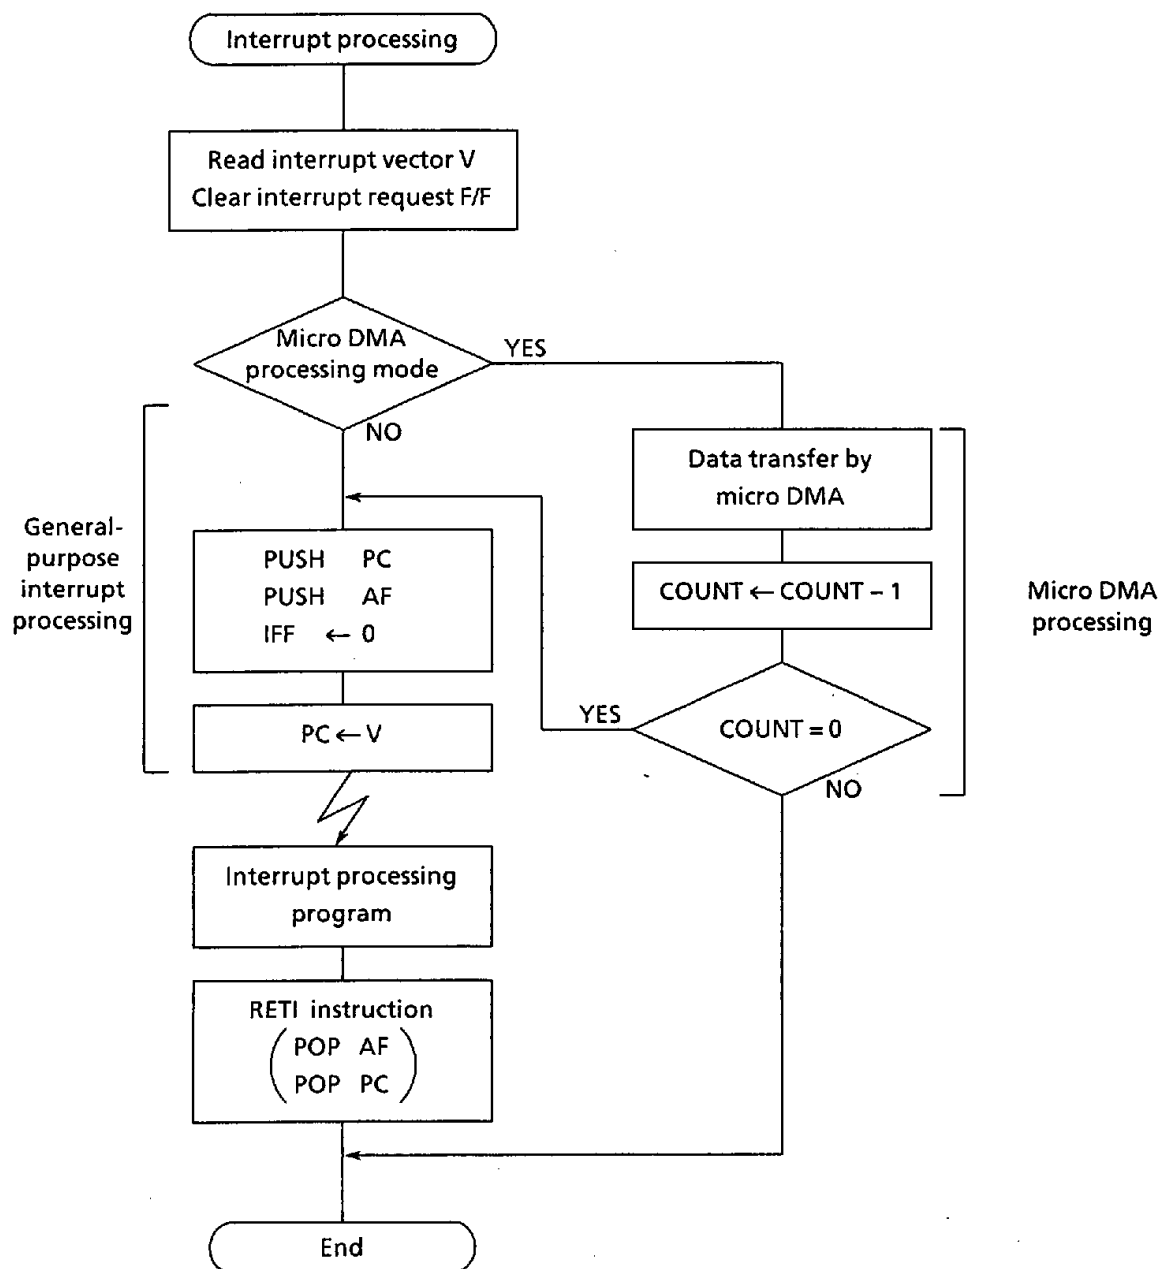 Interrupt processing
Read interrupt vector V
Clear interrupt request F/F
Micro DMA
processing mode
YES
NO
Data transfer by
micro DMA
General-
purpose
interrupt
processing
PUSH PC
PUSH AF
IFF ← 0
COUNT ← COUNT – 1
Micro DMA
processing
YES
COUNT = 0
NO
PC ← V
Interrupt processing
program
RETI instruction
(POP AF
POP PC)
End